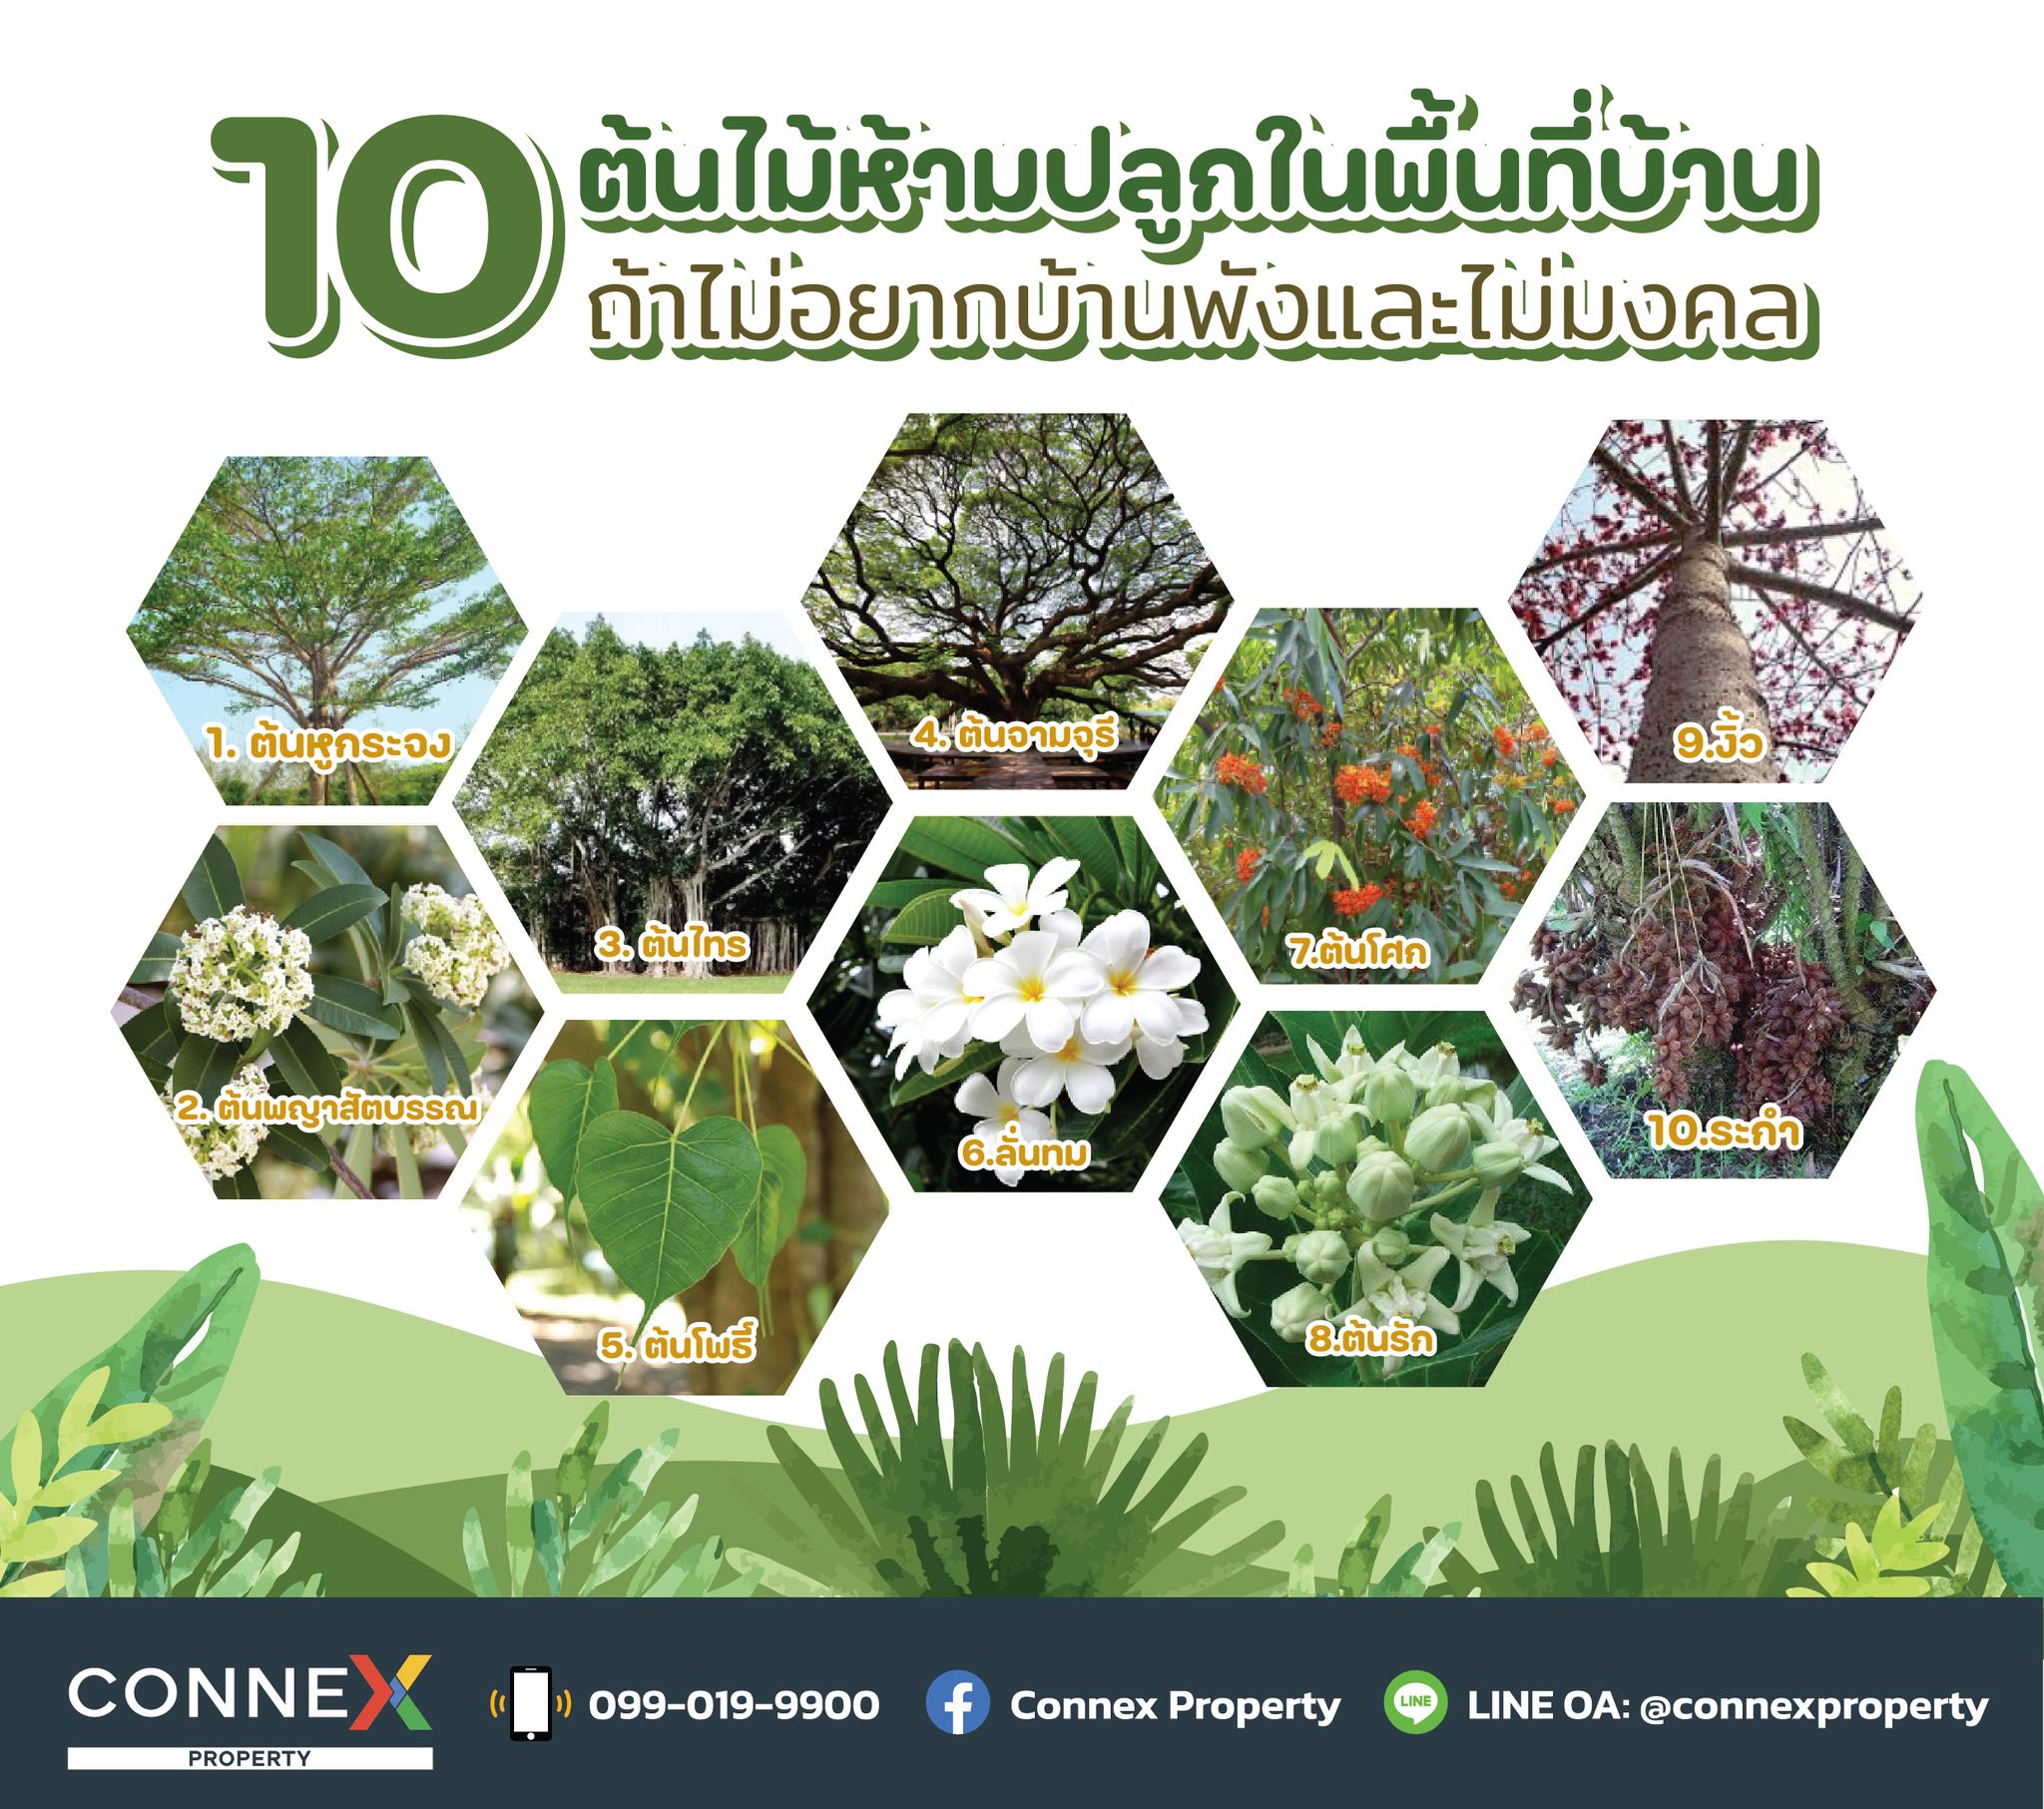 10 ต้นไม้ห้ามปลูกในพื้นที่บ้าน
ถ้าไม่อยากบ้านพังและไม่มงคล
1. ต้นหูกระจง
2. ต้นพญาสัตบรรณ
3. ต้นไทร
4. ต้นจามจุรี
5. ต้นโพธิ์
6.ลั่นทม
7.ต้นโศก
8.ต้นรัก
9.งิ้ว
10.ระกำ
CONNEX
PROPERTY
099-019-9900
Connex Property
LINE
LINE OA: @connexproperty